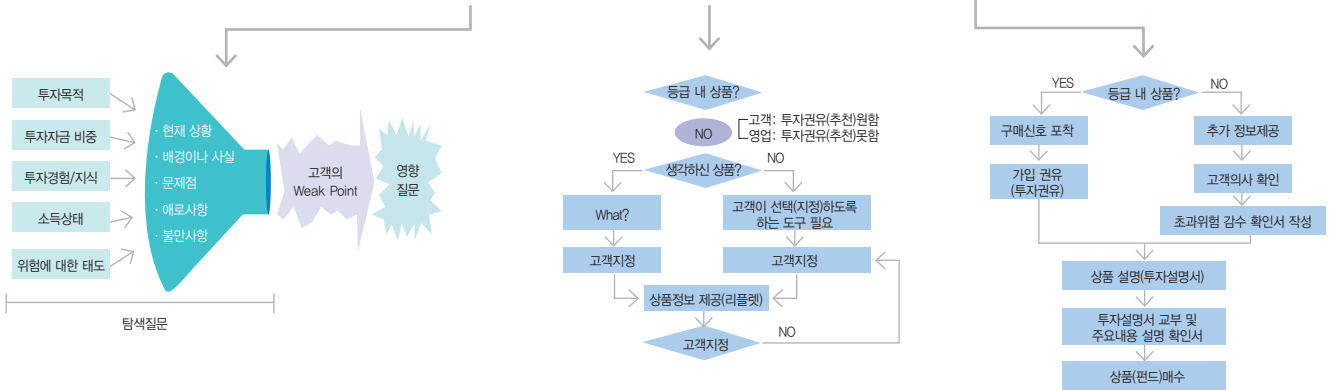 투자목적
투자자금 비중
투자경험/지식
소득상태
위험에 대한 태도
· 현재 상황
· 배경이나 사실
· 문제점
· 애로사항
· 불만사항
고객의
Weak Point
영향
질문
탐색질문
등급 내 상품?
NO
고객: 투자권유(추천)원함
영업: 투자권유(추천)못함
YES
생각하신 상품?
NO
What?
고객이 선택(지정)하도록
하는 도구 필요
고객지정
고객지정
상품정보 제공(리플렛)
고객지정
NO
YES
등급 내 상품?
NO
구매신호 포착
추가 정보제공
가입 권유
(투자권유)
고객의사 확인
초과위험 감수 확인서 작성
상품 설명(투자설명서)
투자설명서 교부 및
주요내용 설명 확인서
상품(펀드)매수